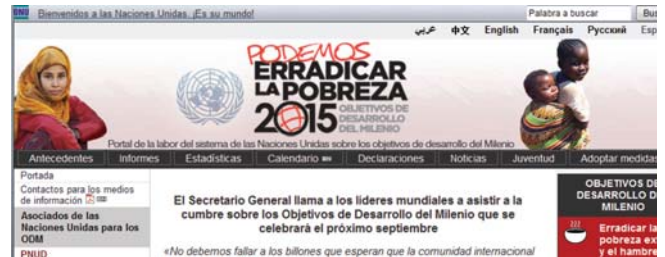 Bienvenidos a las Naciones Unidas. ¡Es su mundo!
Palabra a buscar
عربي 中文 English Français Русский
PODEMOS
ERRADICAR
LA POBREZA
2015 OBJETIVOS DE
DESARROLLO
DEL MILENIO
Portal de la labor del sistema de las Naciones Unidas sobre los objetivos de desarrollo del Milenio
Antecedentes Informes Estadísticas Calendario Declaraciones Noticias Juventud Adoptar medidas
Portada
Contactos para los medios
de información
Asociados de las
Naciones Unidas para los
ODM
PNUD
El Secretario General llama a los líderes mundiales a asistir a la
cumbre sobre los Objetivos de Desarrollo del Milenio que se
celebrará el próximo septiembre
«No debemos fallar a los billones que esperan que la comunidad internacional
OBJETIVOS DE
DESARROLLO
MILENIO
Erradicar la
pobreza
y el hambre